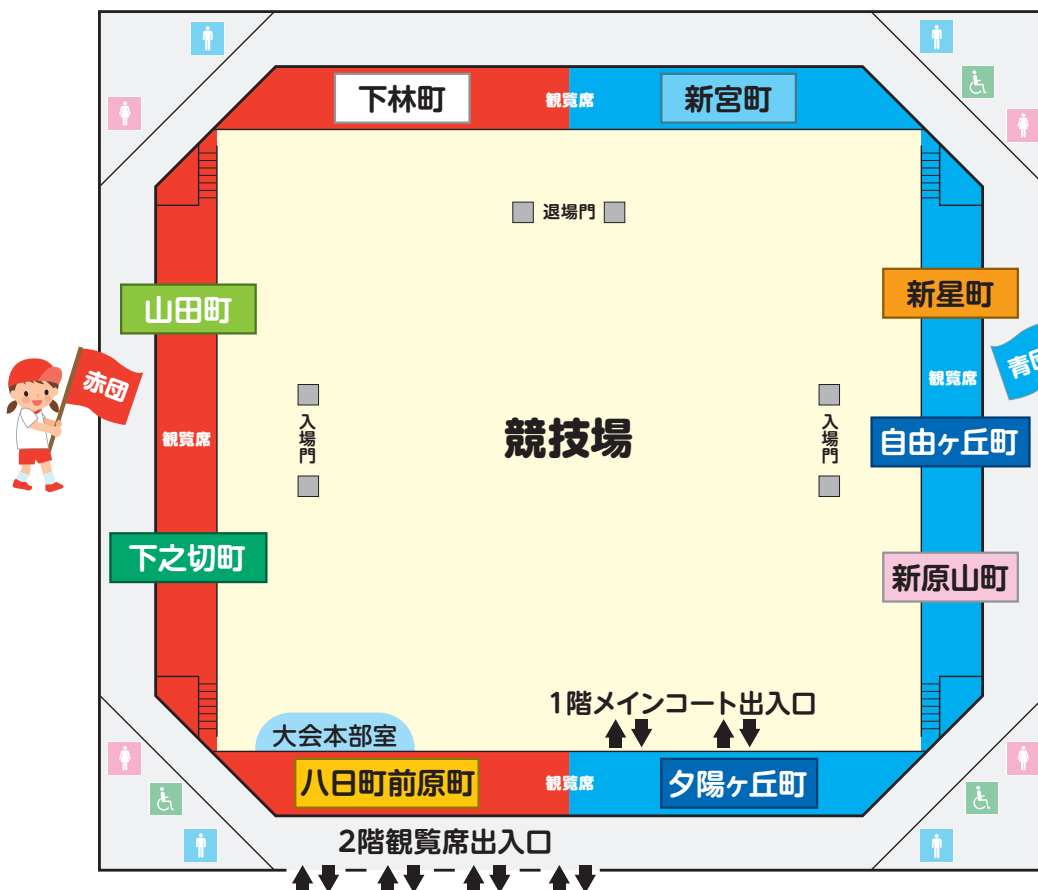 下林町
観覧席
新宮町
退場門
山田町
新星町
赤団
青団
観覧席
入場門
競技場
入場門
観覧席
自由ヶ丘町
下之切町
新原山町
1階メインコート出入口
大会本部室
八日町前原町
観覧席
夕陽ヶ丘町
2階観覧席出入口